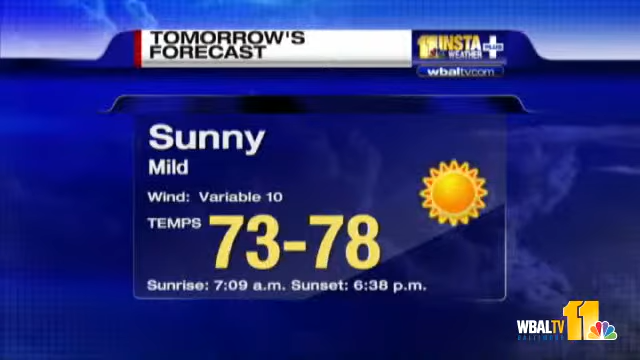 TOMORROW'S
FORECAST
11 INSTA
WEATHER PLUS
wbaltv.com
Sunny
Mild
Wind: Variable 10
TEMPS 73-78
Sunrise: 7:09 a.m. Sunset: 6:38 p.m.
WBALTV 11
BALTIMORE